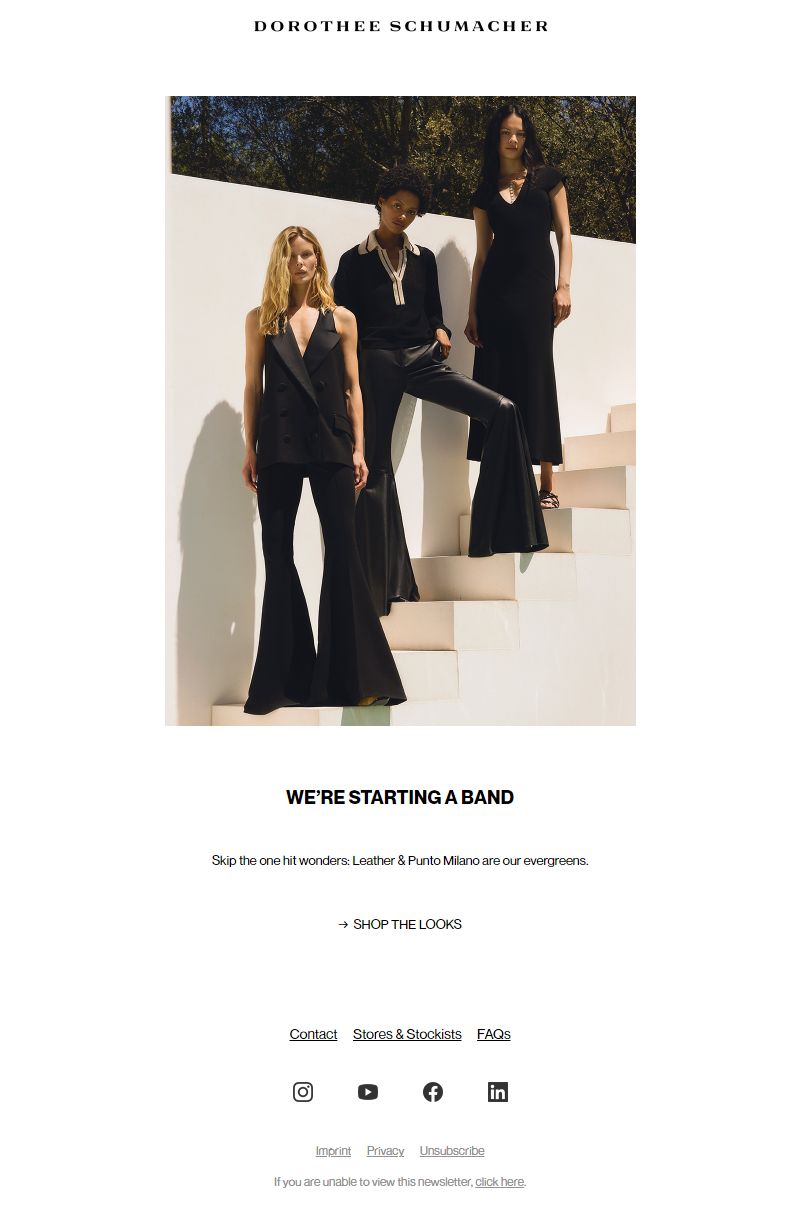 DOROTHEE SCHUMACHER
WE’RE STARTING A BAND
Skip the one hit wonders: Leather & Punto Milano are our evergreens.
→ SHOP THE LOOKS
Contact Stores & Stockists FAQs
Imprint Privacy Unsubscribe
If you are unable to view this newsletter, click here.